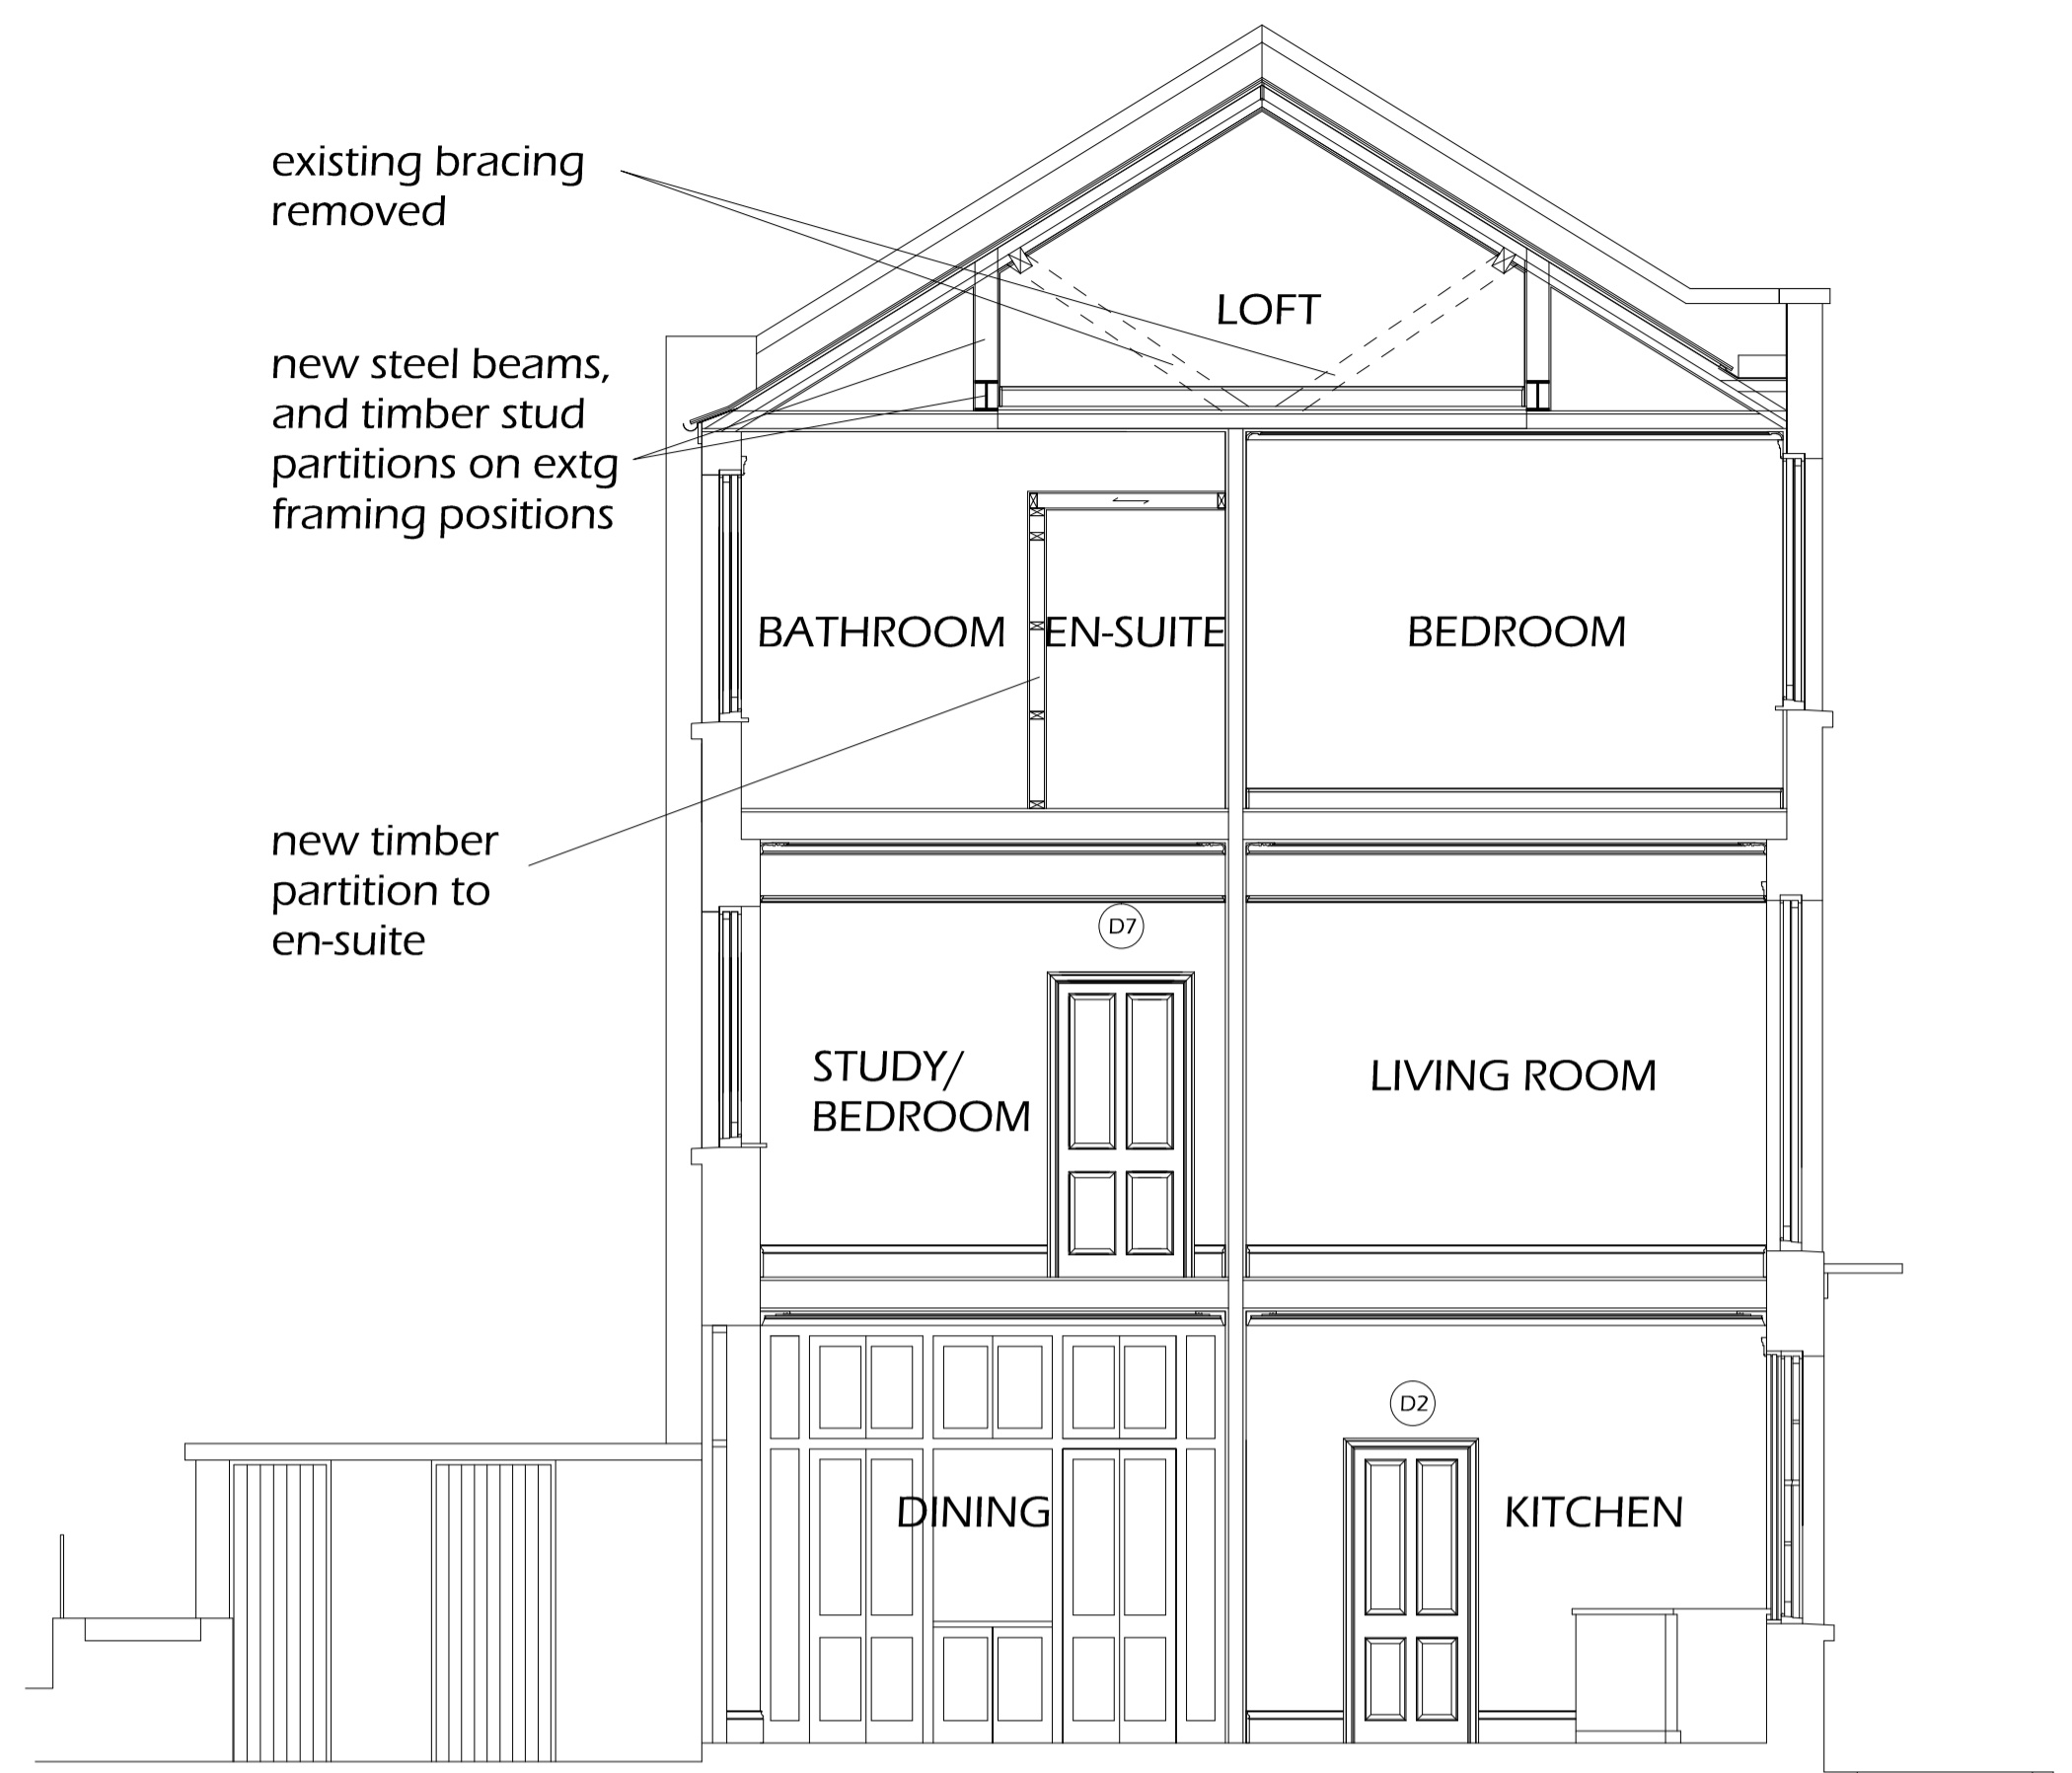 existing bracing
removed
LOFT
new steel beams,
and timber stud
partitions on extg
framing positions
BATHROOM
EN-SUITE
BEDROOM
new timber
partition to
en-suite
D7
STUDY/
BEDROOM
LIVING ROOM
D2
DINING
KITCHEN